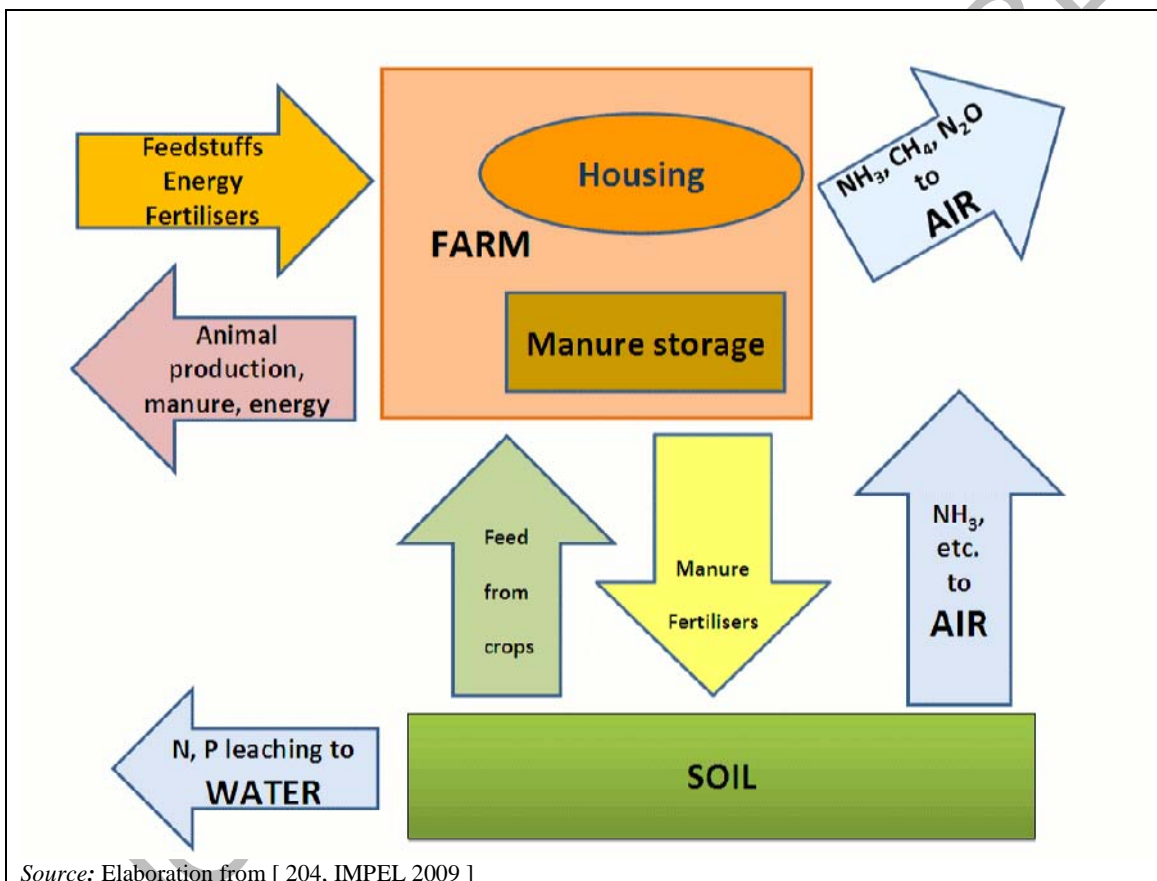 Feedstuffs
Energy
Fertilisers
Housing
FARM
Manure storage
NH₃, CH₄, N₂O
to
AIR
Animal
production,
manure, energy
Feed
from
crops
Manure
Fertilisers
NH₃,
etc.
to
AIR
N, P leaching to
WATER
SOIL
Source: Elaboration from [ 204, IMPEL 2009 ]